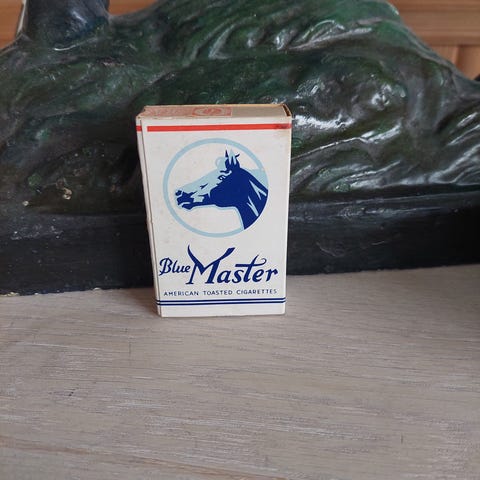 Blue Master
AMERICAN TOASTED CIGARETTES